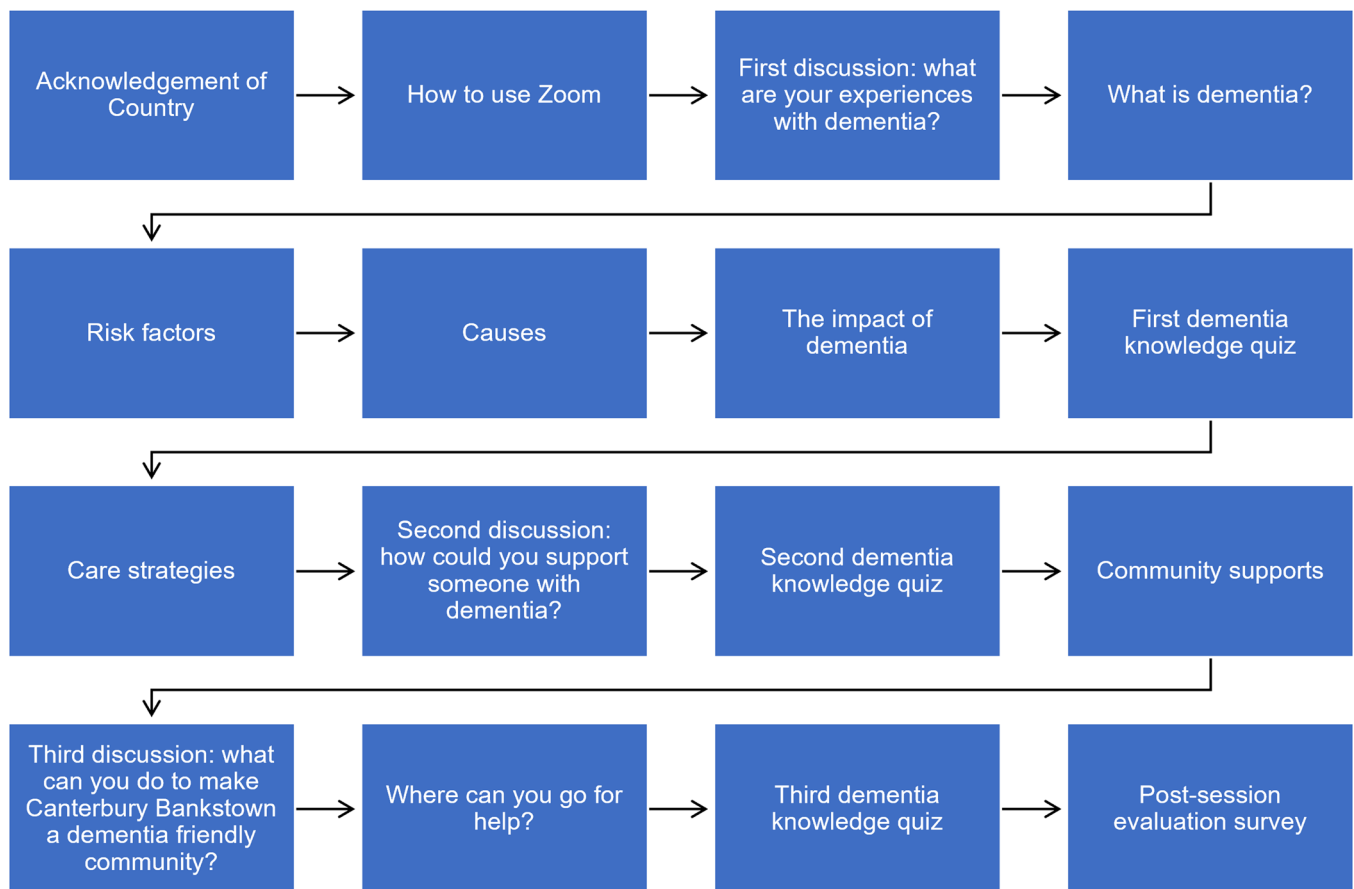 Acknowledgement of
Country
How to use Zoom
First discussion: what
are your experiences
with dementia?
What is dementia?
Risk factors
Causes
The impact of
dementia
First dementia
knowledge quiz
Care strategies
Second discussion:
how could you support
someone with
dementia?
Second dementia
knowledge quiz
Community supports
Third discussion: what
can you do to make
Canterbury Bankstown
a dementia friendly
community?
Where can you go for
help?
Third dementia
knowledge quiz
Post-session
evaluation survey